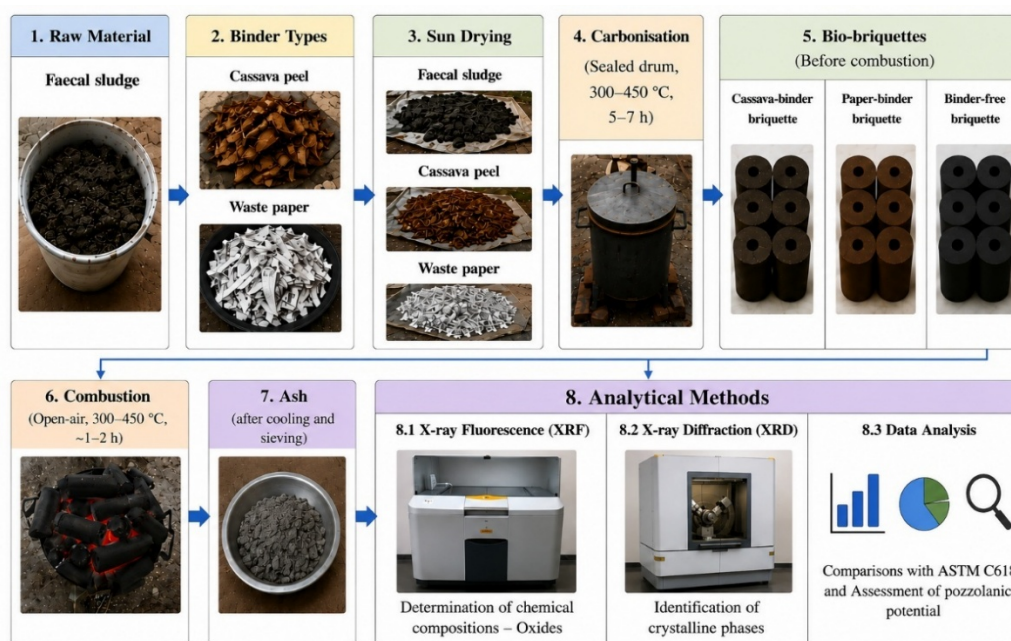 1. Raw Material
Faecal sludge
2. Binder Types
Cassava peel
Waste paper
3. Sun Drying
Faecal sludge
Cassava peel
Waste paper
4. Carbonisation
(Sealed drum,
300–450 °C,
5–7 h)
5. Bio-briquettes
(Before combustion)
Cassava-binder
briquette
Paper-binder
briquette
Binder-free
briquette
6. Combustion
(Open-air, 300–450 °C,
~1–2 h)
7. Ash
(after cooling and
sieving)
8. Analytical Methods
8.1 X-ray Fluorescence (XRF)
Determination of chemical
compositions – Oxides
8.2 X-ray Diffraction (XRD)
Identification of
crystalline phases
8.3 Data Analysis
Comparisons with ASTM C618
and Assessment of pozzolanic
potential